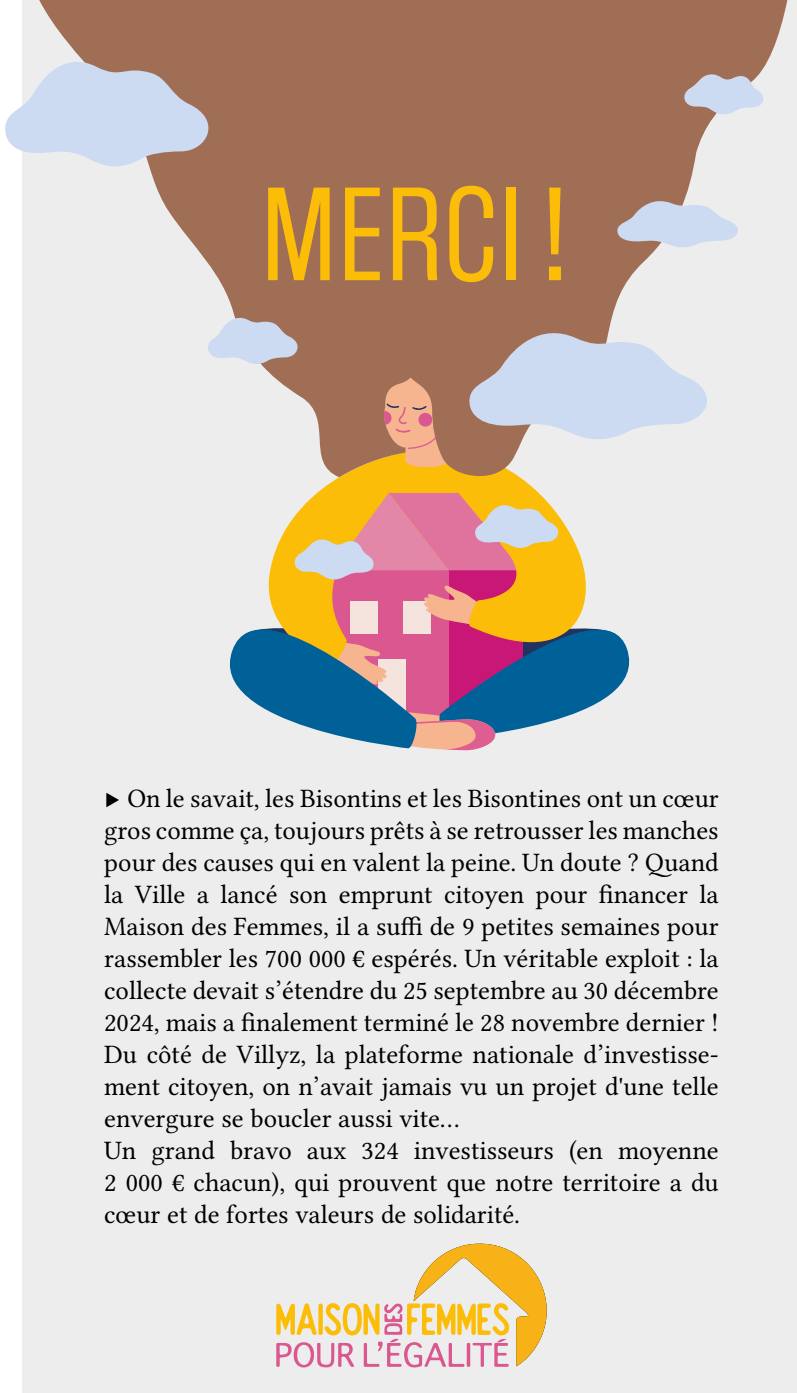 MERCI !
▶ On le savait, les Bisontins et les Bisontines ont un cœur
gros comme ça, toujours prêts à se retrousser les manches
pour des causes qui en valent la peine. Un doute ? Quand
la Ville a lancé son emprunt citoyen pour financer la
Maison des Femmes, il a suffi de 9 petites semaines pour
rassembler les 700 000 € espérés. Un véritable exploit : la
collecte devait s’étendre du 25 septembre au 30 décembre
2024, mais a finalement terminé le 28 novembre dernier !
Du côté de Villyz, la plateforme nationale d’investisse-
ment citoyen, on n’avait jamais vu un projet d'une telle
envergure se boucler aussi vite…
Un grand bravo aux 324 investisseurs (en moyenne
2 000 € chacun), qui prouvent que notre territoire a du
cœur et de fortes valeurs de solidarité.
MAISON DES FEMMES
POUR L’ÉGALITÉ